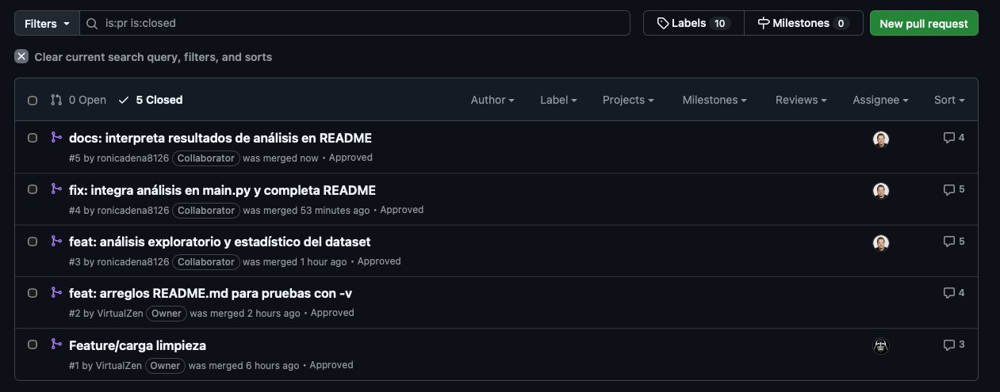 Filters is:pr is:closed Labels 10 Milestones 0 New pull request
Clear current search query, filters, and sorts
0 Open 5 Closed Author Label Projects Milestones Reviews Assignee Sort
docs: interpreta resultados de análisis en README 4
#5 by ronicadena8126 Collaborator was merged now • Approved
fix: integra análisis en main.py y completa README 5
#4 by ronicadena8126 Collaborator was merged 53 minutes ago • Approved
feat: análisis exploratorio y estadístico del dataset 5
#3 by ronicadena8126 Collaborator was merged 1 hour ago • Approved
feat: arreglos README.md para pruebas con -v 4
#2 by VirtualZen Owner was merged 2 hours ago • Approved
Feature/carga limpieza 3
#1 by VirtualZen Owner was merged 6 hours ago • Approved